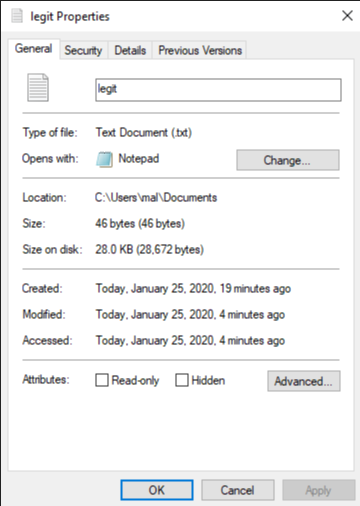 legit Properties
General Security Details Previous Versions
legit
Type of file: Text Document (.txt)
Opens with: Notepad Change...
Location: C:\Users\mal\Documents
Size: 46 bytes (46 bytes)
Size on disk: 28.0 KB (28,672 bytes)
Created: Today, January 25, 2020, 19 minutes ago
Modified: Today, January 25, 2020, 4 minutes ago
Accessed: Today, January 25, 2020, 4 minutes ago
Attributes: Read-only Hidden Advanced...
OK Cancel Apply